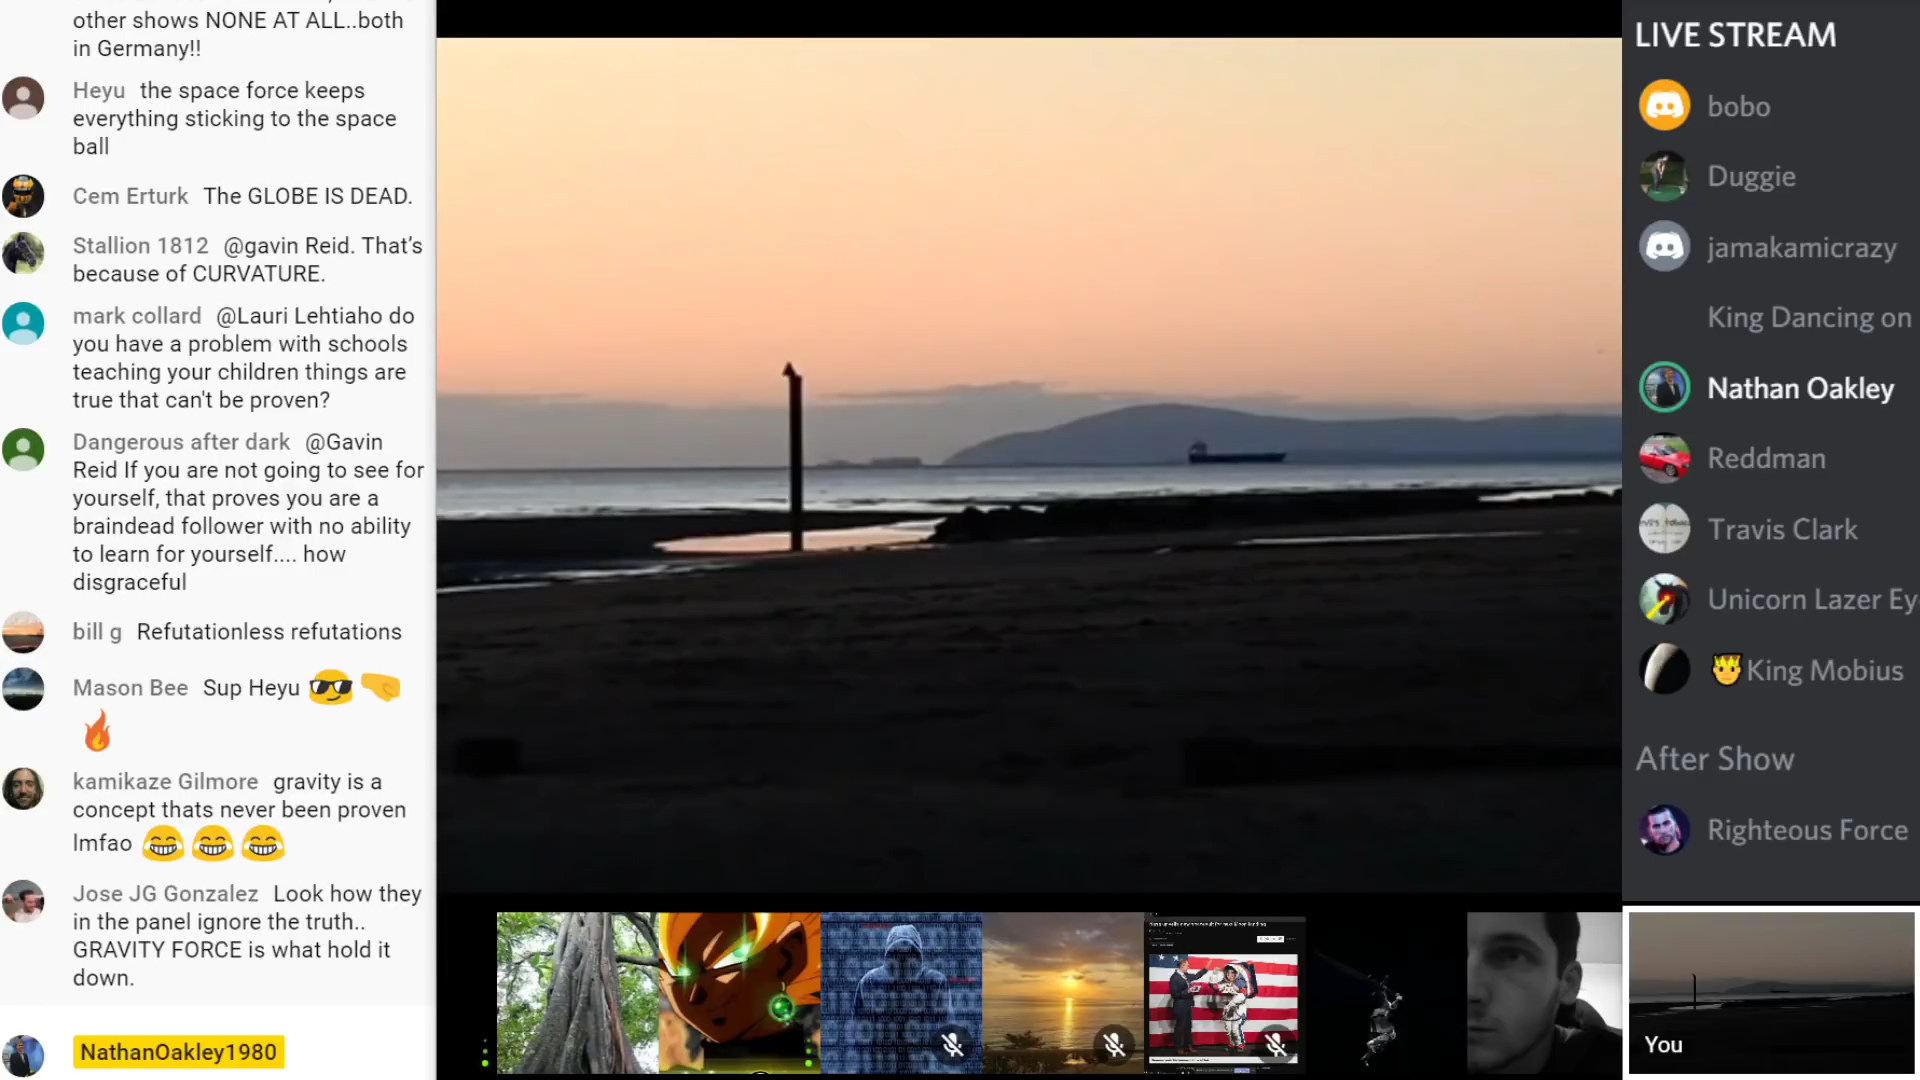 other shows NONE AT ALL..both
in Germany!!
Heyu the space force keeps
everything sticking to the space
ball
Cem Erturk The GLOBE IS DEAD.
Stallion 1812 @gavin Reid. That’s
because of CURVATURE.
mark collard @Lauri Lehtiaho do
you have a problem with schools
teaching your children things are
true that can't be proven?
Dangerous after dark @Gavin
Reid If you are not going to see for
yourself, that proves you are a
braindead follower with no ability
to learn for yourself.... how
disgraceful
bill g Refutationless refutations
Mason Bee Sup Heyu 😎🤜
🔥
kamikaze Gilmore gravity is a
concept thats never been proven
lmfao 😂😂😂
Jose JG Gonzalez Look how they
in the panel ignore the truth..
GRAVITY FORCE is what hold it
down.
NathanOakley1980
LIVE STREAM
bobo
Duggie
jamakamicrazy
King Dancing on
Nathan Oakley
Reddman
Travis Clark
Unicorn Lazer Ey
🤴King Mobius
After Show
Righteous Force
You